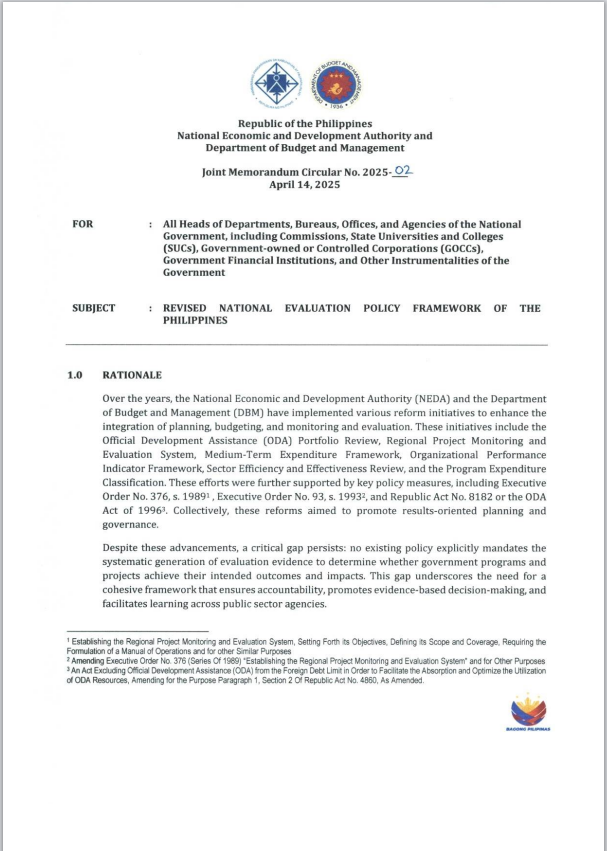 DEPARTMENT OF BUDGET AND MANAGEMENT
1936
Republic of the Philippines
National Economic and Development Authority and
Department of Budget and Management
Joint Memorandum Circular No. 2025-02
April 14, 2025
FOR : All Heads of Departments, Bureaus, Offices, and Agencies of the National
Government, including Commissions, State Universities and Colleges
(SUCs), Government-owned or Controlled Corporations (GOCCs),
Government Financial Institutions, and Other Instrumentalities of the
Government
SUBJECT : REVISED NATIONAL EVALUATION POLICY FRAMEWORK OF THE
PHILIPPINES
1.0 RATIONALE
Over the years, the National Economic and Development Authority (NEDA) and the Department
of Budget and Management (DBM) have implemented various reform initiatives to enhance the
integration of planning, budgeting, and monitoring and evaluation. These initiatives include the
Official Development Assistance (ODA) Portfolio Review, Regional Project Monitoring and
Evaluation System, Medium-Term Expenditure Framework, Organizational Performance
Indicator Framework, Sector Efficiency and Effectiveness Review, and the Program Expenditure
Classification. These efforts were further supported by key policy measures, including Executive
Order No. 376, s. 1989¹ , Executive Order No. 93, s. 1993², and Republic Act No. 8182 or the ODA
Act of 1996³. Collectively, these reforms aimed to promote results-oriented planning and
governance.
Despite these advancements, a critical gap persists: no existing policy explicitly mandates the
systematic generation of evaluation evidence to determine whether government programs and
projects achieve their intended outcomes and impacts. This gap underscores the need for a
cohesive framework that ensures accountability, promotes evidence-based decision-making, and
facilitates learning across public sector agencies.
¹ Establishing the Regional Project Monitoring and Evaluation System, Setting Forth its Objectives, Defining its Scope and Coverage, Requiring the
Formulation of a Manual of Operations and for other Similar Purposes
² Amending Executive Order No. 376 (Series Of 1989) "Establishing the Regional Project Monitoring and Evaluation System" and for Other Purposes
³ An Act Excluding Official Development Assistance (ODA) from the Foreign Debt Limit in Order to Facilitate the Absorption and Optimize the Utilization
of ODA Resources, Amending for the Purpose Paragraph 1, Section 2 Of Republic Act No. 4860, As Amended.
BAGONG PILIPINAS